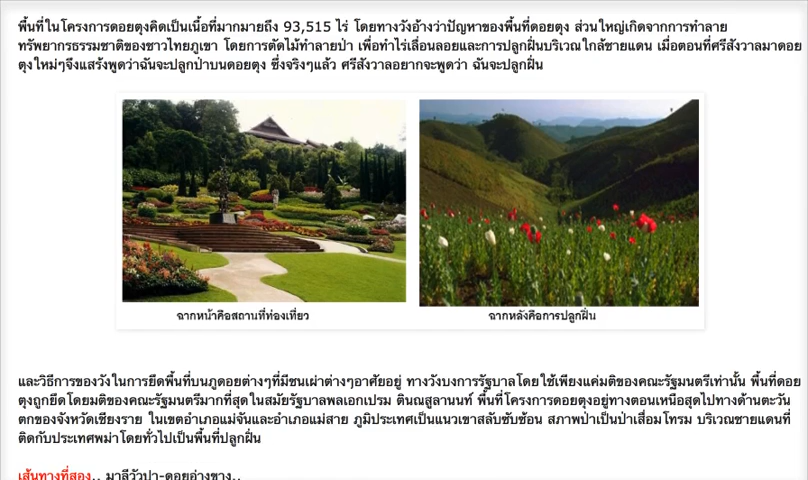 พื้นที่ในโครงการดอยตุงคิดเป็นเนื้อที่มากมายถึง 93,515 ไร่ โดยทางวังอ้างว่าปัญหาของพื้นที่ดอยตุง ส่วนใหญ่เกิดจากการทำลาย
ทรัพยากรธรรมชาติของชาวไทยภูเขา โดยการตัดไม้ทำลายป่า เพื่อทำไร่เลื่อนลอยและการปลูกฝิ่นบริเวณใกล้ชายแดน เมื่อตอนที่ศรีสังวาลมาดอย
ตุงใหม่ๆจึงแสร้งพูดว่าฉันจะปลูกป่าบนดอยตุง ซึ่งจริงๆแล้ว ศรีสังวาลอยากจะพูดว่า ฉันจะปลูกฝิ่น
ฉากหน้าคือสถานที่ท่องเที่ยว
ฉากหลังคือการปลูกฝิ่น
และวิธีการของวังในการยึดพื้นที่บนภูดอยต่างๆที่มีชนเผ่าต่างๆอาศัยอยู่ ทางวังบงการรัฐบาลโดยใช้เพียงแค่มติของคณะรัฐมนตรีเท่านั้น พื้นที่ดอย
ตุงถูกยึดโดยมติของคณะรัฐมนตรีมากที่สุดในสมัยรัฐบาลพลเอกเปรม ติณณสูลานนท์ พื้นที่โครงการดอยตุงอยู่ทางตอนเหนือสุดไปทางด้านตะวัน
ตกของจังหวัดเชียงราย ในเขตอำเภอแม่จันและอำเภอแม่สาย ภูมิประเทศเป็นแนวเขาสลับซับซ้อน สภาพป่าเป็นป่าเสื่อมโทรม บริเวณชายแดนที่
ติดกับประเทศพม่าโดยทั่วไปเป็นพื้นที่ปลูกฝิ่น
เส้นทางที่สอง.. มาลีวัวปา-ดอยอ่างขาง..